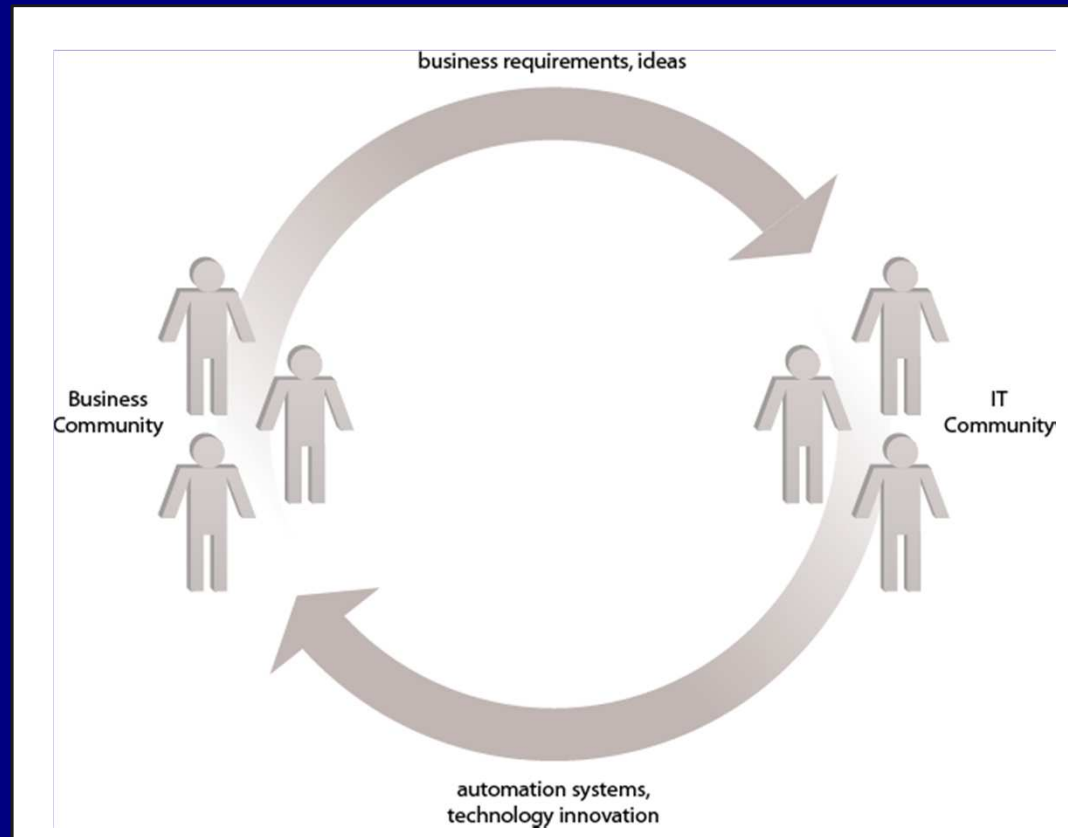 business requirements, ideas
Business
Community
IT
Community
automation systems,
technology innovation